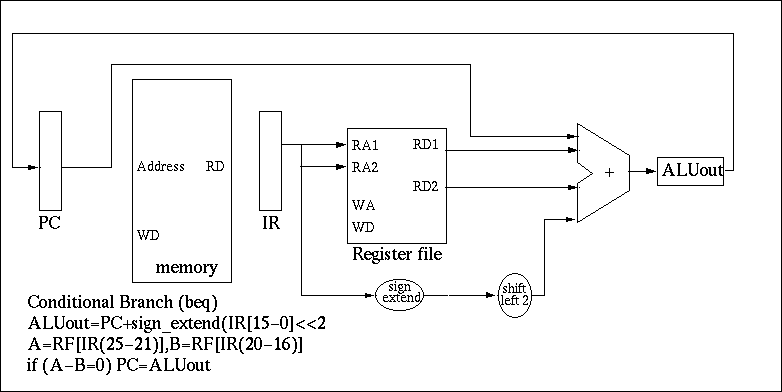 RA1 RD1
Address RD RA2 + ALUout
RD2
WA
PC WD IR WD
memory Register file
sign
extend
shift
left 2
Conditional Branch (beq)
ALUout=PC+sign_extend(IR[15-0]<<2
A=RF[IR(25-21)],B=RF[IR(20-16)]
if (A-B=0) PC=ALUout